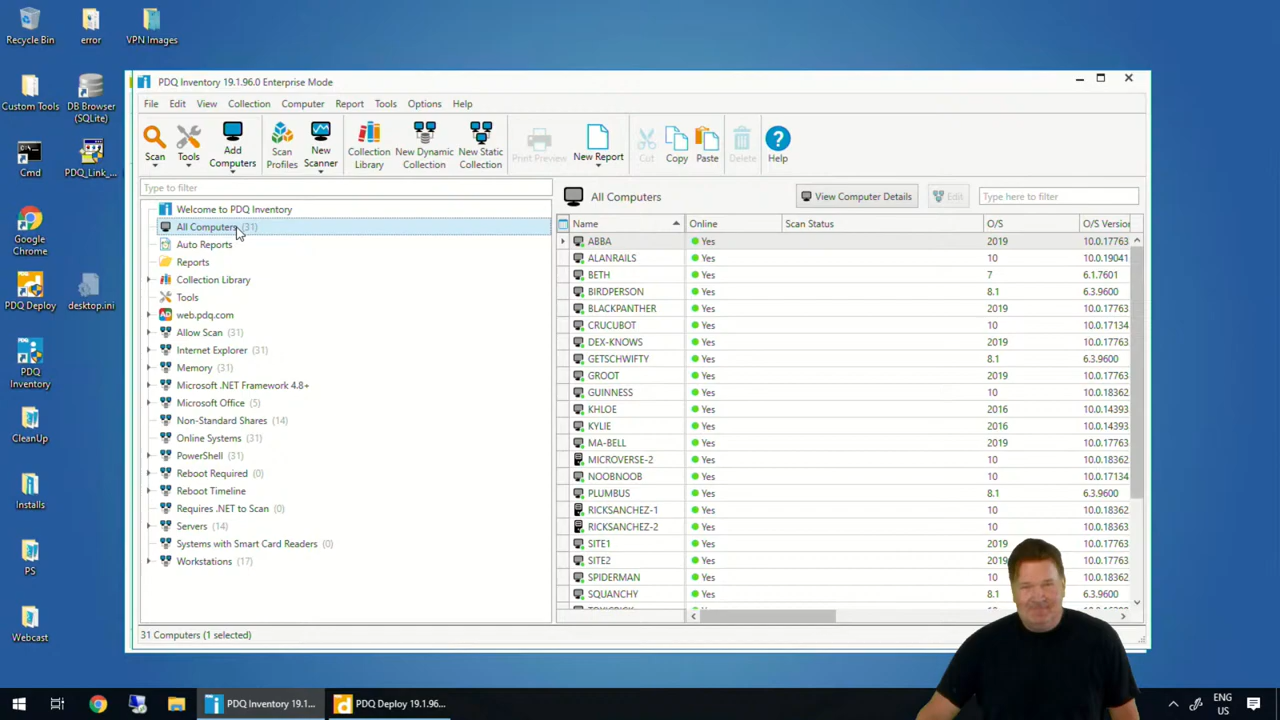 Recycle Bin
error
VPN Images
Custom Tools
DB Browser
(SQLite)
Cmd
PDQ_Link_...
Google
Chrome
PDQ Deploy
desktop.ini
PDQ
Inventory
CleanUp
Installs
PS
Webcast
PDQ Inventory 19.1.96.0 Enterprise Mode
File Edit View Collection Computer Report Tools Options Help
Scan
Tools
Add
Computers
Scan
Profiles
New
Scanner
Collection
Library
New Dynamic
Collection
New Static
Collection
Print Preview
New Report
Cut
Copy
Paste
Delete
Help
Type to filter
Welcome to PDQ Inventory
All Computers (31)
Auto Reports
Reports
Collection Library
Tools
web.pdq.com
Allow Scan (31)
Internet Explorer (31)
Memory (31)
Microsoft .NET Framework 4.8+
Microsoft Office (5)
Non-Standard Shares (14)
Online Systems (31)
PowerShell (31)
Reboot Required (0)
Reboot Timeline
Requires .NET to Scan (0)
Servers (14)
Systems with Smart Card Readers (0)
Workstations (17)
All Computers
View Computer Details
Edit
Type here to filter
Name Online Scan Status O/S O/S Version
ABBA Yes 2019 10.0.17763
ALANRAILS Yes 10 10.0.19041
BETH Yes 7 6.1.7601
BIRDPERSON Yes 8.1 6.3.9600
BLACKPANTHER Yes 2019 10.0.17763
CRUCUBOT Yes 10 10.0.17134
DEX-KNOWS Yes 2019 10.0.17763
GETSCHWIFTY Yes 8.1 6.3.9600
GROOT Yes 2019 10.0.17763
GUINNESS Yes 10 10.0.18362
KHLOE Yes 2016 10.0.14393
KYLIE Yes 2016 10.0.14393
MA-BELL Yes 2019 10.0.17763
MICROVERSE-2 Yes 10 10.0.18362
NOOBNOOB Yes 10 10.0.17134
PLUMBUS Yes 8.1 6.3.9600
RICKSANCHEZ-1 Yes 10 10.0.18362
RICKSANCHEZ-2 Yes 10 10.0.18363
SITE1 Yes 2019 10.0.17763
SITE2 Yes 2019 10.0.17763
SPIDERMAN Yes 10 10.0.18362
SQUANCHY Yes 8.1 6.3.9600
31 Computers (1 selected)
PDQ Inventory 19.1...
PDQ Deploy 19.1.96...
ENG
US